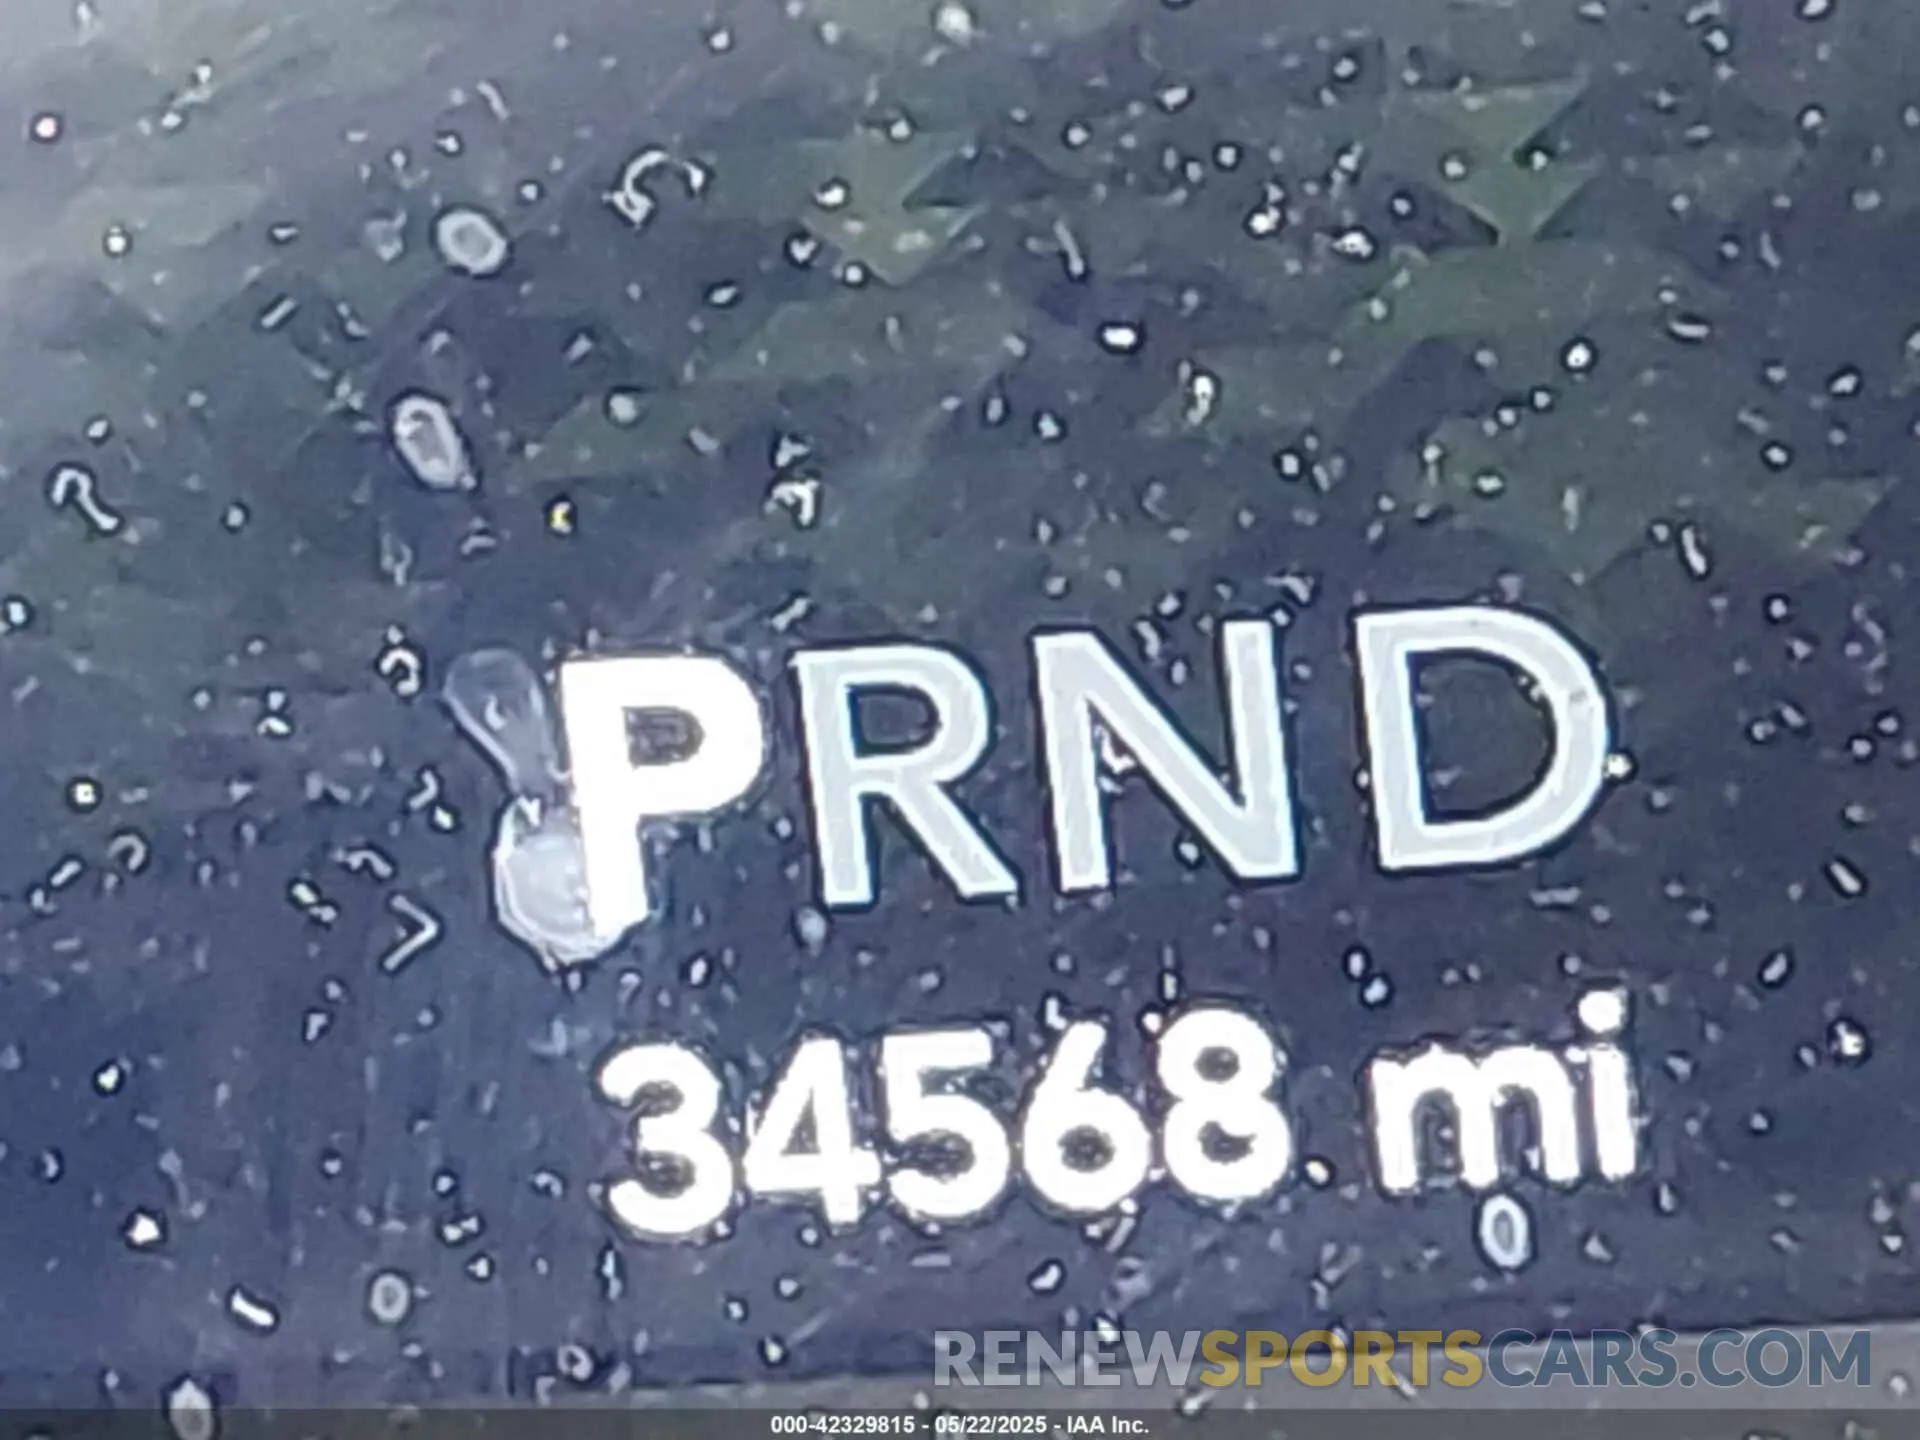 PRND
34568 mi
RENEWSPORTSCARS.COM
000-42329815 - 05/22/2025 - IAA Inc.